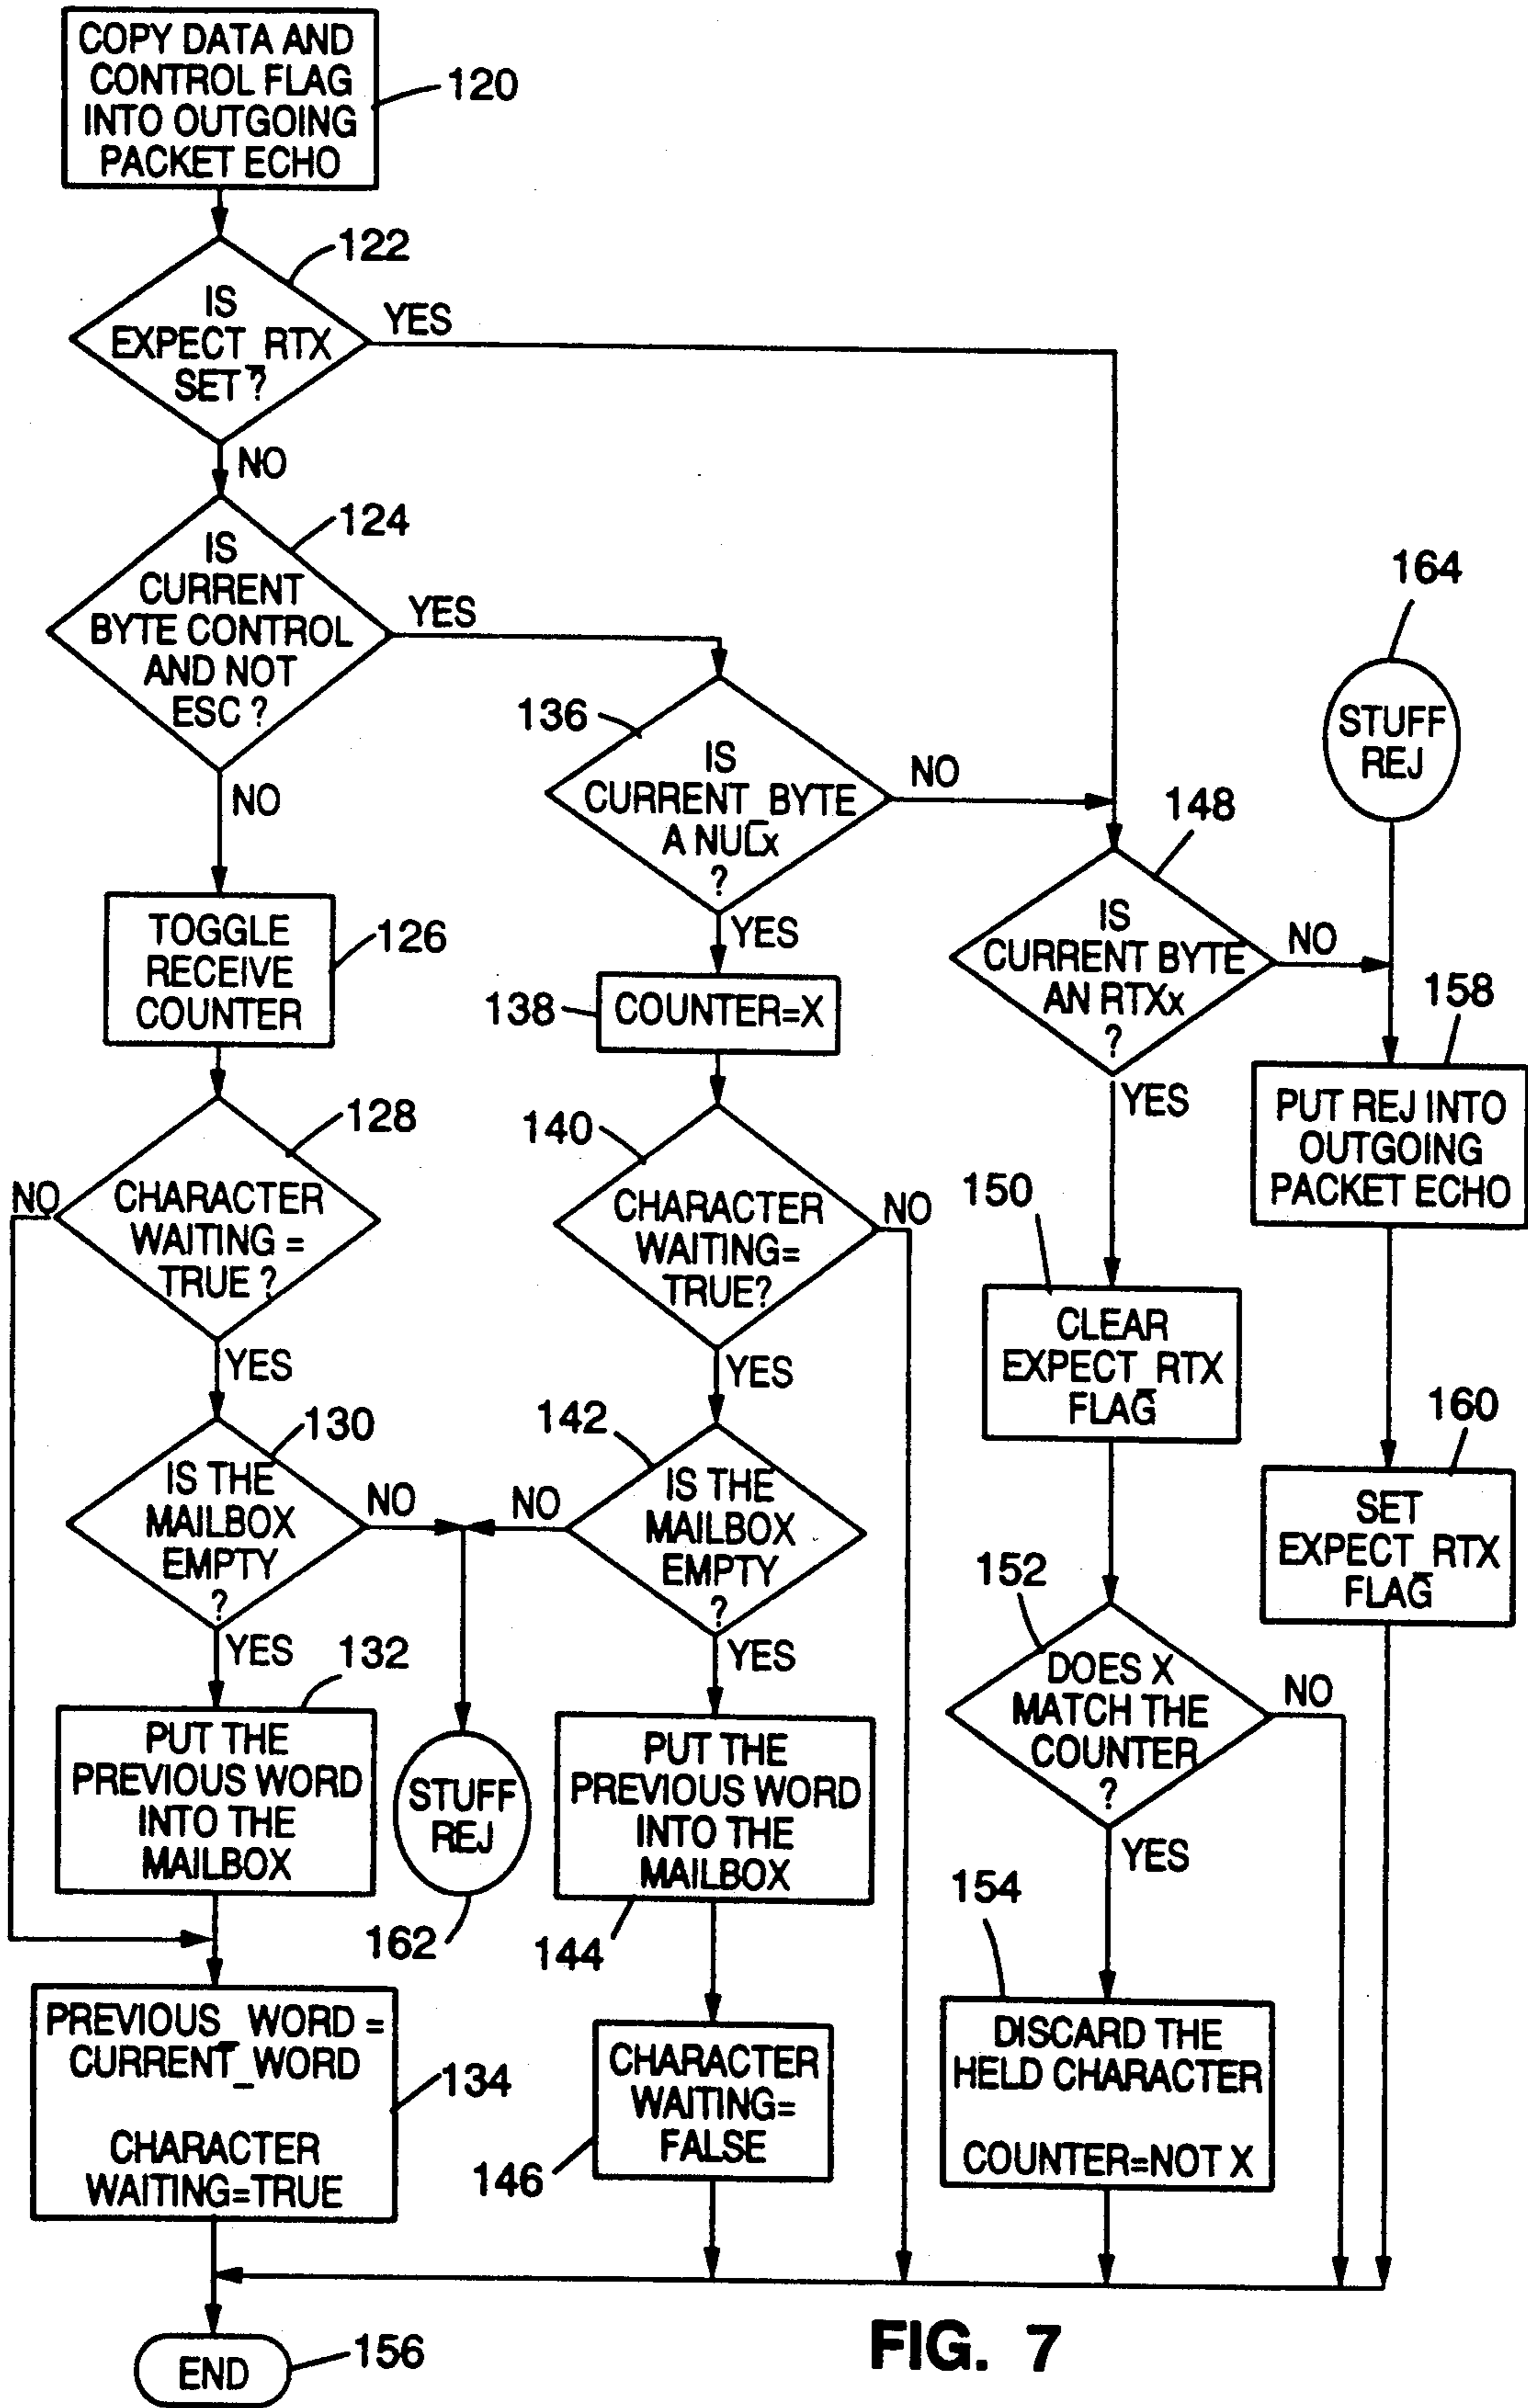 COPY DATA AND
CONTROL FLAG
INTO OUTGOING
PACKET ECHO
120
122
IS
EXPECT_RTX
SET?
YES
NO
124
IS
CURRENT
BYTE CONTROL
AND NOT
ESC ?
YES
NO
TOGGLE
RECEIVE
COUNTER
126
128
CHARACTER
WAITING =
TRUE ?
NO
YES
130
IS THE
MAILBOX
EMPTY
?
NO
YES
132
PUT THE
PREVIOUS WORD
INTO THE
MAILBOX
PREVIOUS_WORD =
CURRENT_WORD
CHARACTER
WAITING=TRUE
134
136
IS
CURRENT_BYTE
A NULx
?
NO
YES
138
COUNTER=X
140
CHARACTER
WAITING=
TRUE?
NO
YES
142
IS THE
MAILBOX
EMPTY
?
NO
YES
STUFF
REJ
162
PUT THE
PREVIOUS WORD
INTO THE
MAILBOX
144
CHARACTER
WAITING=
FALSE
146
148
IS
CURRENT BYTE
AN RTXx
?
NO
YES
150
CLEAR
EXPECT_RTX
FLAG
152
DOES X
MATCH THE
COUNTER
?
NO
YES
154
DISCARD THE
HELD CHARACTER
COUNTER=NOT X
164
STUFF
REJ
158
PUT REJ INTO
OUTGOING
PACKET ECHO
160
SET
EXPECT_RTX
FLAG
END
156
FIG. 7